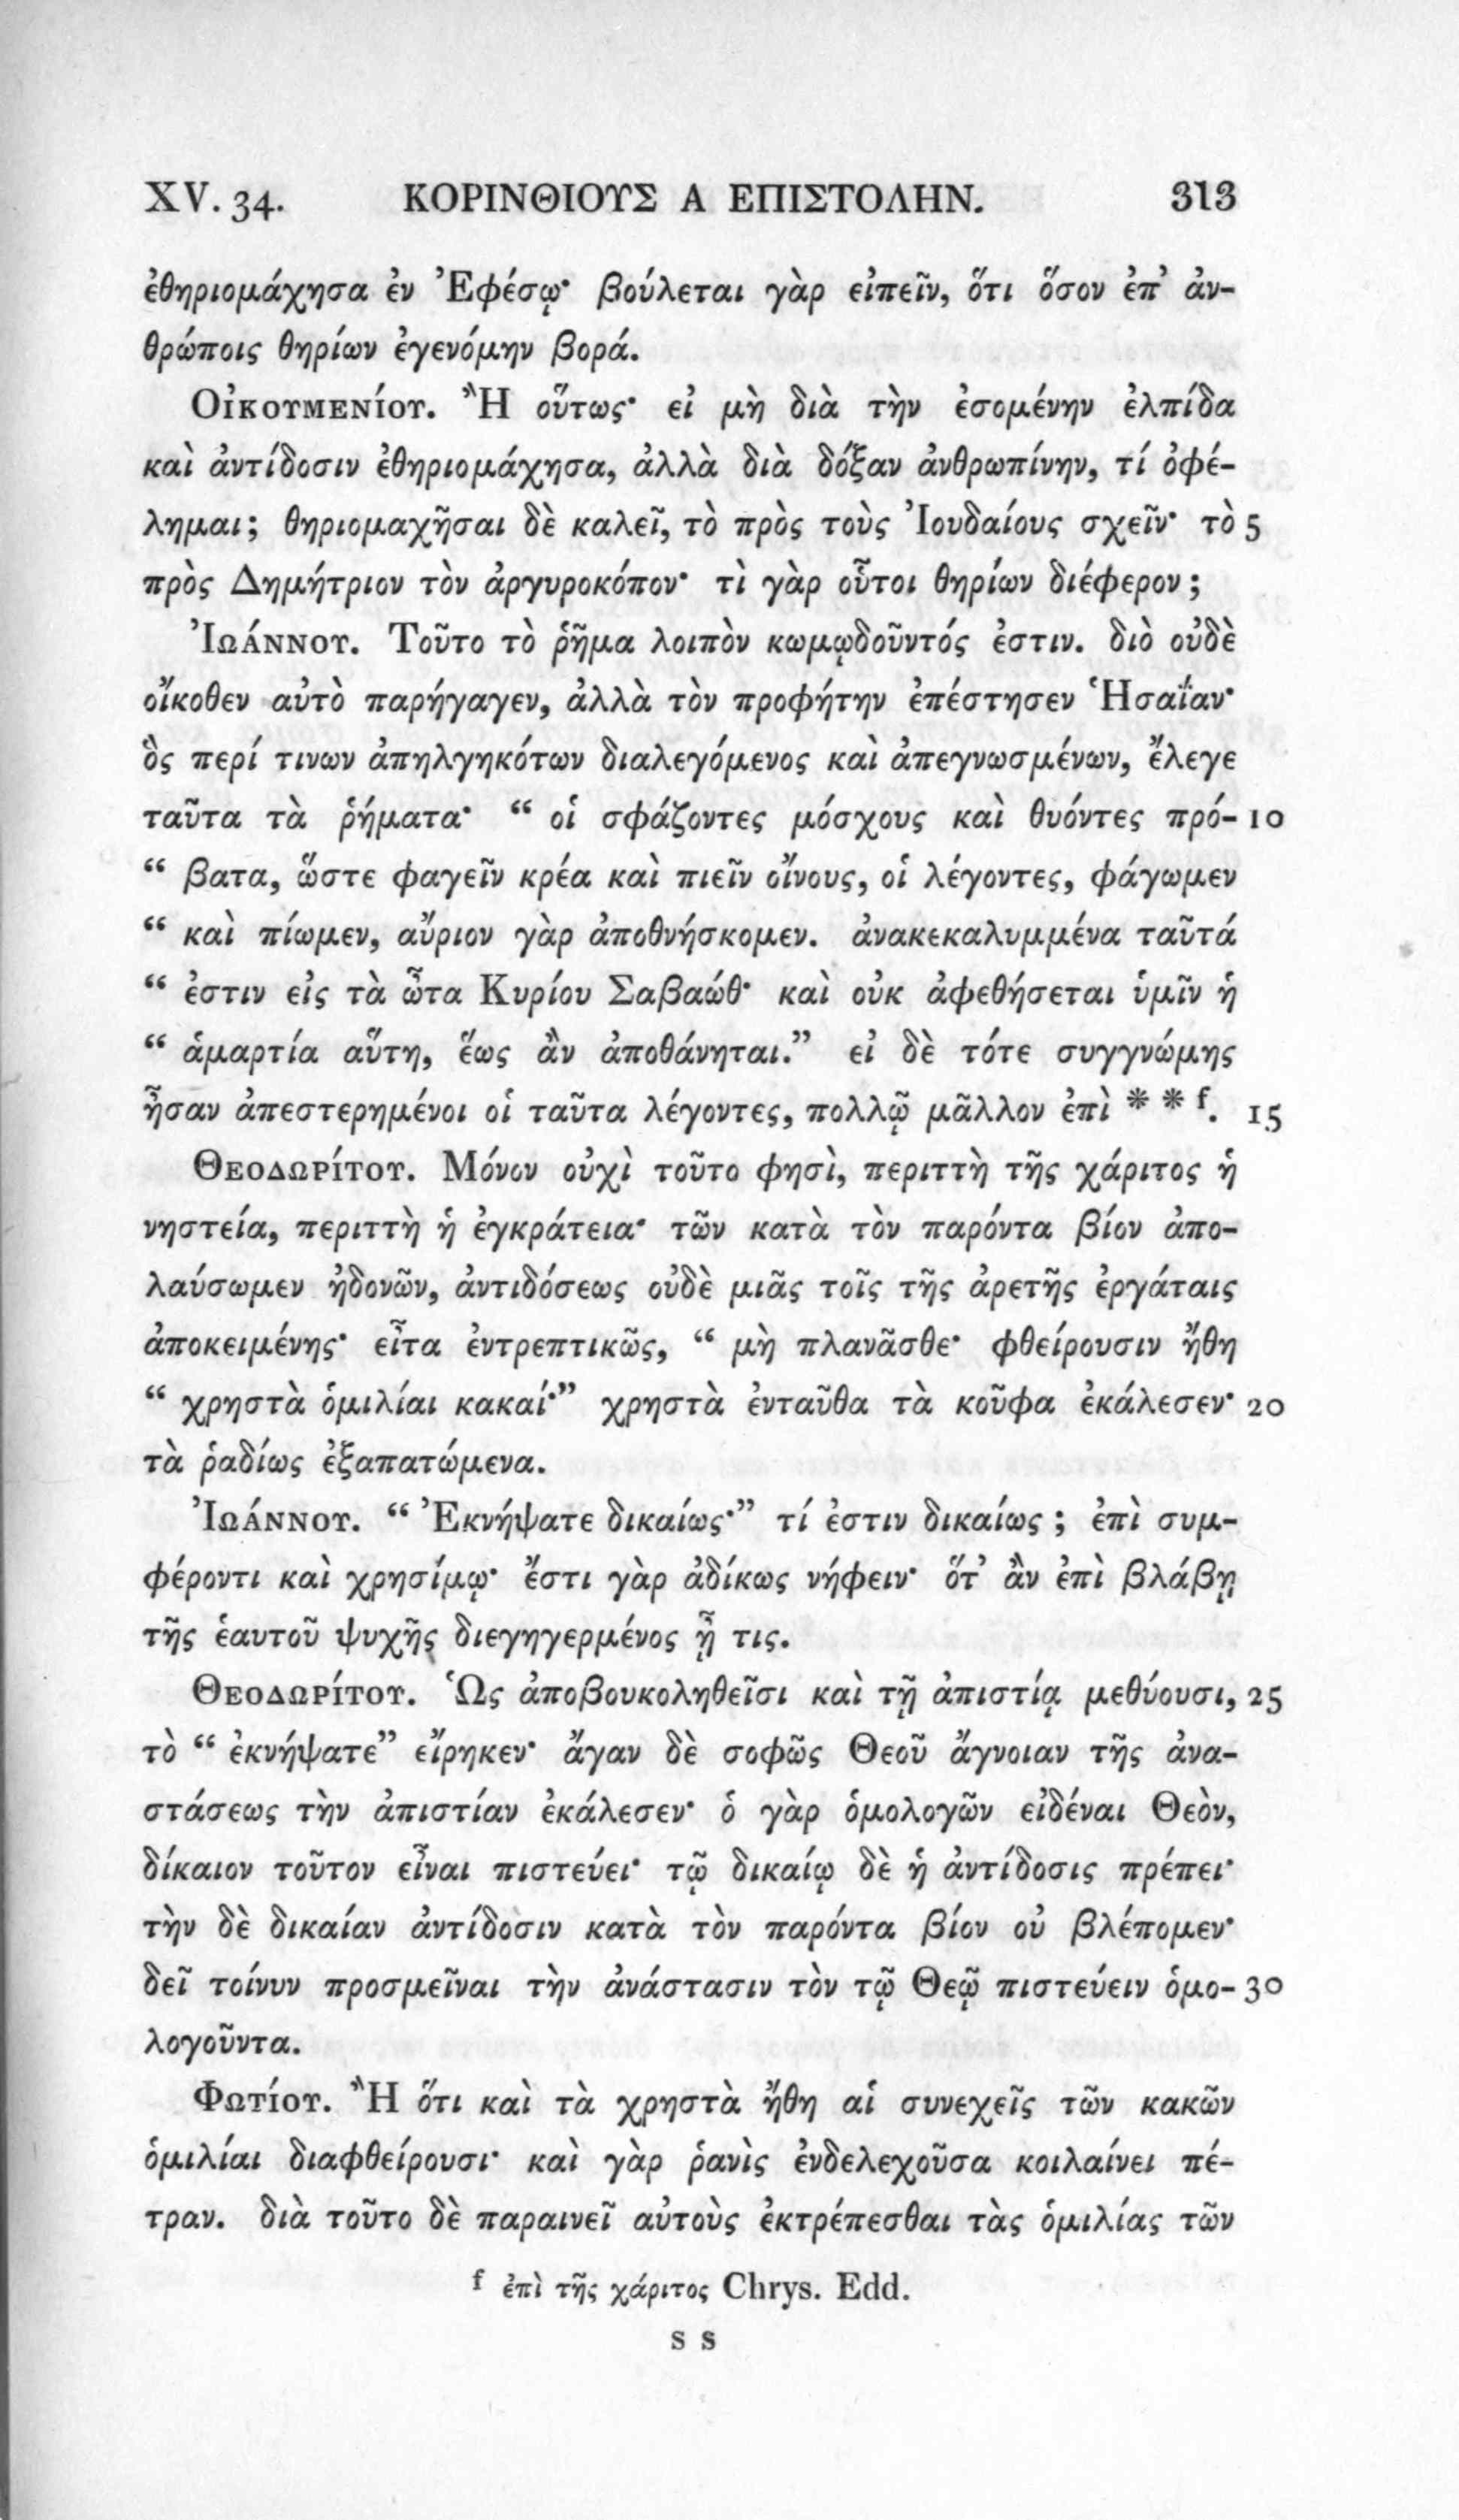 XV. 34. ΚΟΡΙΝΘΙΟΥΣ Α ΕΠΙΣΤΟΛΗΝ. 313
ἐθηριομάχησα ἐν Ἐφέσῳ· βούλεται γὰρ εἰπεῖν, ὅτι ὅσον ἐπ’ ἀν-
θρώποις θηρίων ἐγενόμην βορά.
Οἰκουμενίου. Ἢ οὕτως· εἰ μὴ διὰ τὴν ἐσομένην ἐλπίδα
καὶ ἀντίδοσιν ἐθηριομάχησα, ἀλλὰ διὰ δόξαν ἀνθρωπίνην, τί ὀφέ-
λημαι; θηριομαχῆσαι δὲ καλεῖ, τὸ πρὸς τοὺς Ἰουδαίους σχεῖν· τὸ 5
πρὸς Δημήτριον τὸν ἀργυροκόπον· τὶ γὰρ οὗτοι θηρίων διέφερον;
Ἰωάννου. Τοῦτο τὸ ῥῆμα λοιπὸν κωμῳδοῦντός ἐστιν. διὸ οὐδὲ
οἴκοθεν αὐτὸ παρήγαγεν, ἀλλὰ τὸν προφήτην ἐπέστησεν Ἡσαΐαν·
ὃς περί τινων ἀπηλγηκότων διαλεγόμενος καὶ ἀπεγνωσμένων, ἔλεγε
ταῦτα τὰ ῥήματα· “ οἱ σφάζοντες μόσχους καὶ θυόντες πρό- 10
“ βατα, ὥστε φαγεῖν κρέα καὶ πιεῖν οἴνους, οἱ λέγοντες, φάγωμεν
“ καὶ πίωμεν, αὔριον γὰρ ἀποθνήσκομεν. ἀνακεκαλυμμένα ταῦτά
“ ἐστιν εἰς τὰ ὦτα Κυρίου Σαβαώθ· καὶ οὐκ ἀφεθήσεται ὑμῖν ἡ
“ ἁμαρτία αὕτη, ἕως ἂν ἀποθάνηται.” εἰ δὲ τότε συγγνώμης
ἦσαν ἀπεστερημένοι οἱ ταῦτα λέγοντες, πολλῷ μᾶλλον ἐπὶ * * f. 15
Θεοδωρίτου. Μόνον οὐχὶ τοῦτο φησὶ, περιττὴ τῆς χάριτος ἡ
νηστεία, περιττὴ ἡ ἐγκράτεια· τῶν κατὰ τὸν παρόντα βίον ἀπο-
λαύσωμεν ἡδονῶν, ἀντιδόσεως οὐδὲ μιᾶς τοῖς τῆς ἀρετῆς ἐργάταις
ἀποκειμένης· εἶτα ἐντρεπτικῶς, “ μὴ πλανᾶσθε· φθείρουσιν ἤθη
“ χρηστὰ ὁμιλίαι κακαί·” χρηστὰ ἐνταῦθα τὰ κοῦφα ἐκάλεσεν· 20
τὰ ῥαδίως ἐξαπατώμενα.
Ἰωάννου. “ Ἐκνήψατε δικαίως·” τί ἐστιν δικαίως; ἐπὶ συμ-
φέροντι καὶ χρησίμῳ· ἔστι γὰρ ἀδίκως νήφειν· ὅτ’ ἂν ἐπὶ βλάβῃ
τῆς ἑαυτοῦ ψυχῆς διεγηγερμένος ᾖ τις.
Θεοδωρίτου. Ὡς ἀποβουκοληθεῖσι καὶ τῇ ἀπιστίᾳ μεθύουσι, 25
τὸ “ ἐκνήψατε” εἴρηκεν· ἄγαν δὲ σοφῶς Θεοῦ ἄγνοιαν τῆς ἀνα-
στάσεως τὴν ἀπιστίαν ἐκάλεσεν· ὁ γὰρ ὁμολογῶν εἰδέναι Θεὸν,
δίκαιον τοῦτον εἶναι πιστεύει· τῷ δικαίῳ δὲ ἡ ἀντίδοσις πρέπει·
τὴν δὲ δικαίαν ἀντίδοσιν κατὰ τὸν παρόντα βίον οὐ βλέπομεν·
δεῖ τοίνυν προσμεῖναι τὴν ἀνάστασιν τὸν τῷ Θεῷ πιστεύειν ὁμο- 30
λογοῦντα.
Φωτίου. Ἢ ὅτι καὶ τὰ χρηστὰ ἤθη αἱ συνεχεῖς τῶν κακῶν
ὁμιλίαι διαφθείρουσι· καὶ γὰρ ῥανὶς ἐνδελεχοῦσα κοιλαίνει πέ-
τραν. διὰ τοῦτο δὲ παραινεῖ αὐτοὺς ἐκτρέπεσθαι τὰς ὁμιλίας τῶν
f ἐπὶ τῆς χάριτος Chrys. Edd.
s s